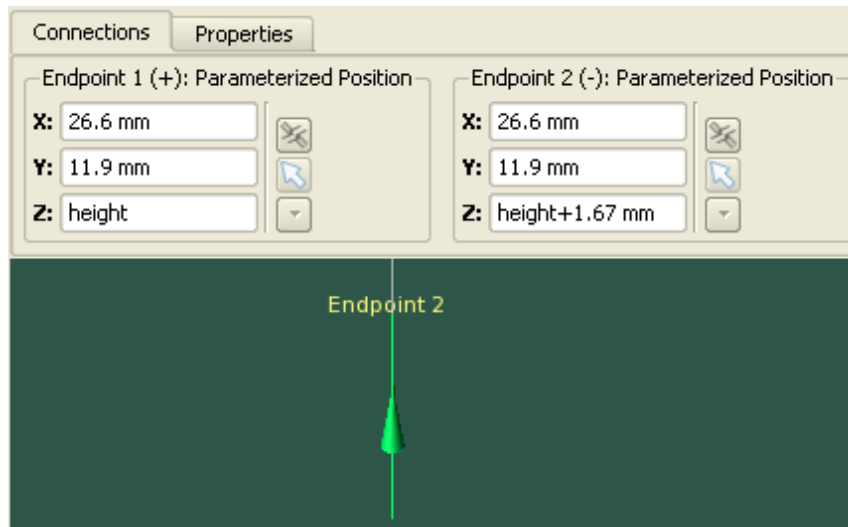 Connections Properties
Endpoint 1 (+): Parameterized Position Endpoint 2 (-): Parameterized Position
X: 26.6 mm X: 26.6 mm
Y: 11.9 mm Y: 11.9 mm
Z: height Z: height+1.67 mm
Endpoint 2